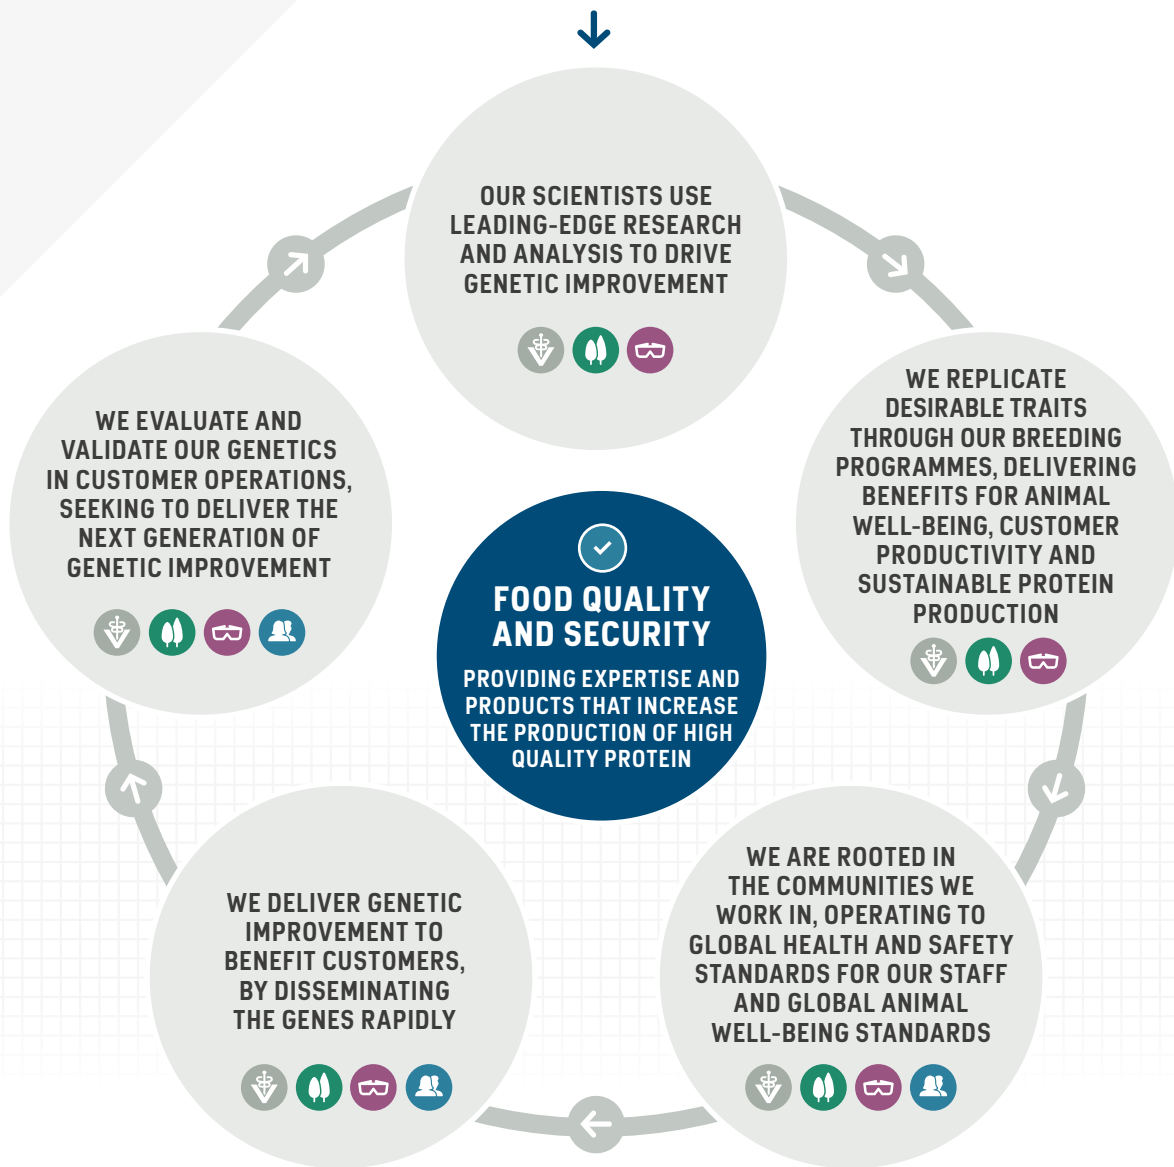 OUR SCIENTISTS USE
LEADING-EDGE RESEARCH
AND ANALYSIS TO DRIVE
GENETIC IMPROVEMENT
WE REPLICATE
DESIRABLE TRAITS
THROUGH OUR BREEDING
PROGRAMMES, DELIVERING
BENEFITS FOR ANIMAL
WELL-BEING, CUSTOMER
PRODUCTIVITY AND
SUSTAINABLE PROTEIN
PRODUCTION
WE ARE ROOTED IN
THE COMMUNITIES WE
WORK IN, OPERATING TO
GLOBAL HEALTH AND SAFETY
STANDARDS FOR OUR STAFF
AND GLOBAL ANIMAL
WELL-BEING STANDARDS
WE DELIVER GENETIC
IMPROVEMENT TO
BENEFIT CUSTOMERS,
BY DISSEMINATING
THE GENES RAPIDLY
WE EVALUATE AND
VALIDATE OUR GENETICS
IN CUSTOMER OPERATIONS,
SEEKING TO DELIVER THE
NEXT GENERATION OF
GENETIC IMPROVEMENT
FOOD QUALITY
AND SECURITY
PROVIDING EXPERTISE AND
PRODUCTS THAT INCREASE
THE PRODUCTION OF HIGH
QUALITY PROTEIN